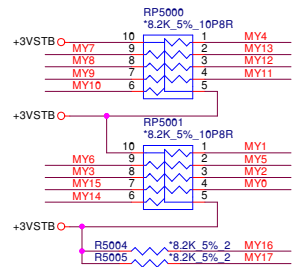 RP5000
*8.2K_5%_10P8R
+3VSTB 10 1 MY4
MY7 9 2 MY13
MY8 8 3 MY12
MY9 7 4 MY11
MY10 6 5
+3VSTB
RP5001
*8.2K_5%_10P8R
10 1 MY1
MY6 9 2 MY5
MY3 8 3 MY2
MY15 7 4 MY0
MY14 6 5
+3VSTB
R5004 *8.2K_5%_2 MY16
R5005 *8.2K_5%_2 MY17